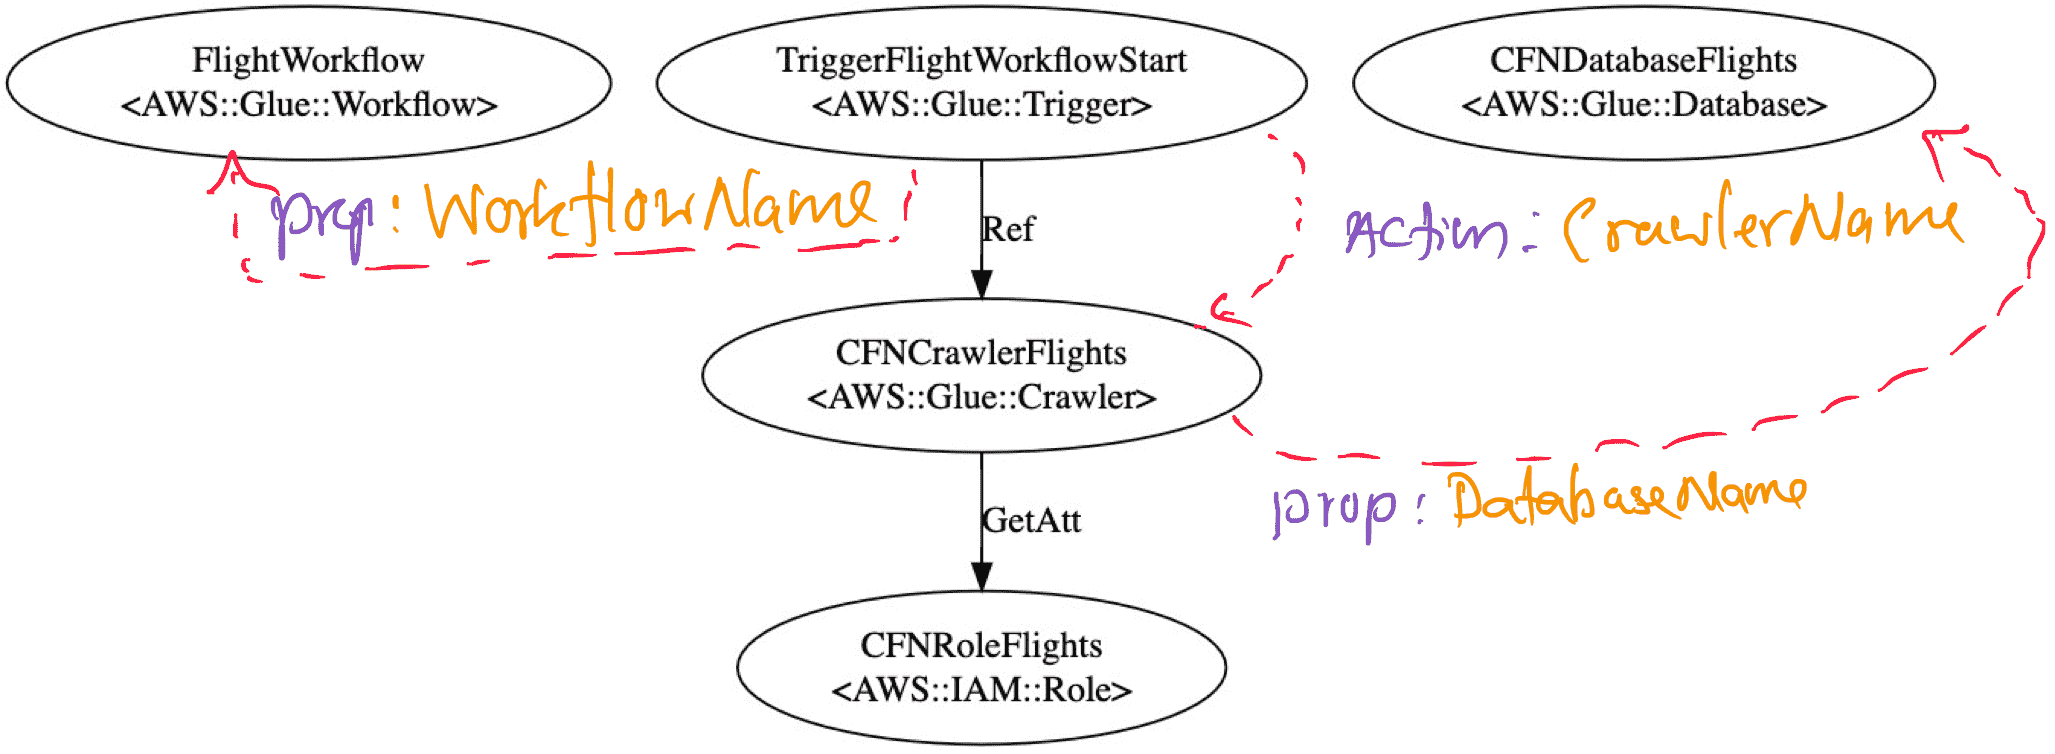 FlightWorkflow
<AWS::Glue::Workflow>
TriggerFlightWorkflowStart
<AWS::Glue::Trigger>
CFNDatabaseFlights
<AWS::Glue::Database>
prop: WorkflowName
Ref
Action: CrawlerName
CFNCrawlerFlights
<AWS::Glue::Crawler>
prop: DatabaseName
GetAtt
CFNRoleFlights
<AWS::IAM::Role>